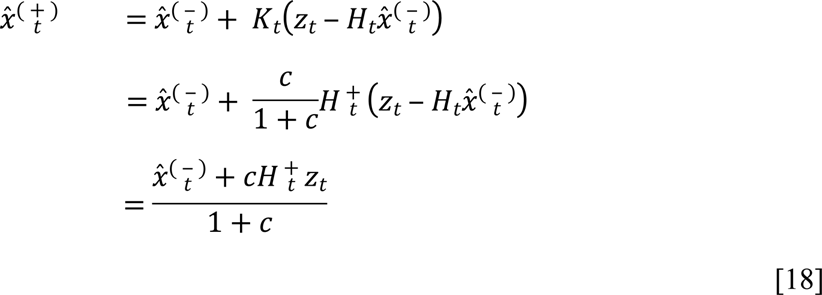 x̂(⁺ₜ) = x̂(⁻ₜ) + Kₜ(zₜ – Hₜx̂(⁻ₜ))
= x̂(⁻ₜ) + c/(1 + c) H⁺ₜ(zₜ – Hₜx̂(⁻ₜ))
= (x̂(⁻ₜ) + cH⁺ₜzₜ)/(1 + c)
[18]